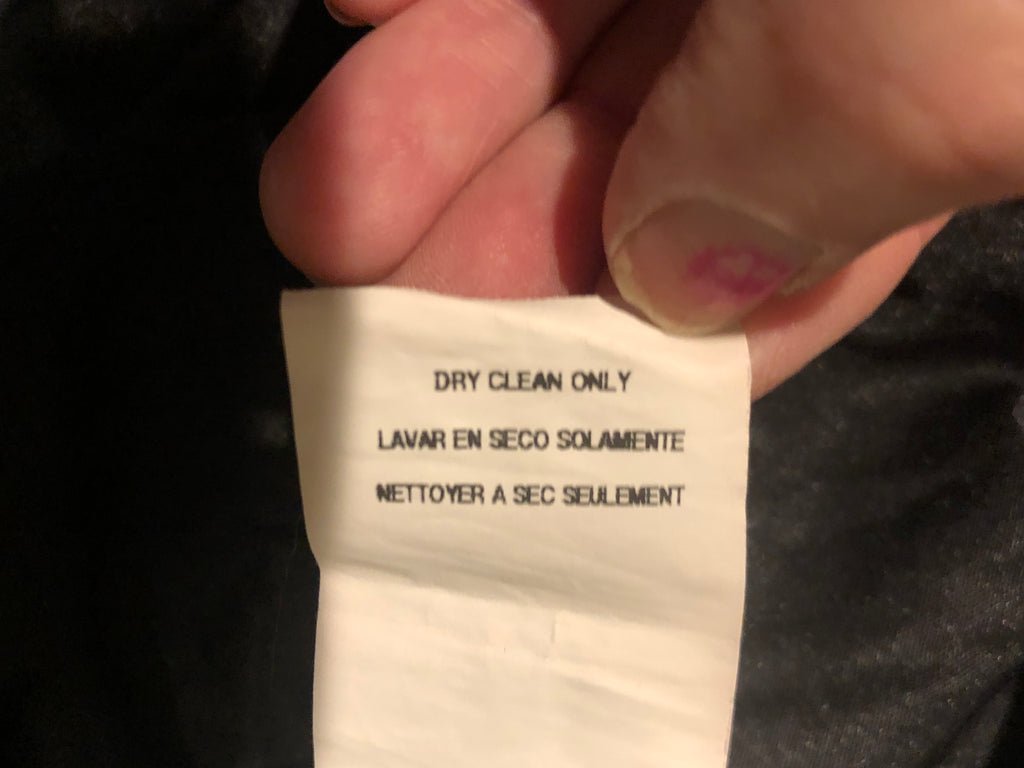 DRY CLEAN ONLY
LAVAR EN SECO SOLAMENTE
NETTOYER A SEC SEULEMENT